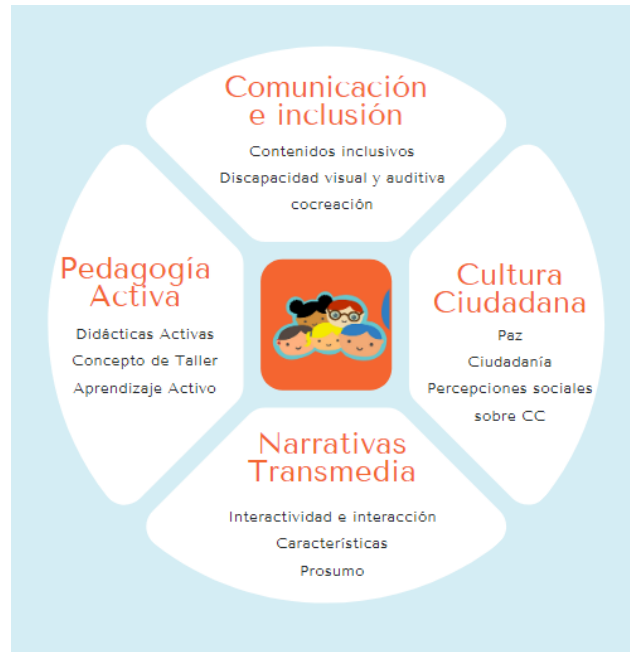 Comunicación
e inclusión
Contenidos inclusivos
Discapacidad visual y auditiva
cocreación
Pedagogía
Activa
Didácticas Activas
Concepto de Taller
Aprendizaje Activo
Cultura
Ciudadana
Paz
Ciudadanía
Percepciones sociales
sobre CC
Narrativas
Transmedia
Interactividad e interacción
Características
Prosumo